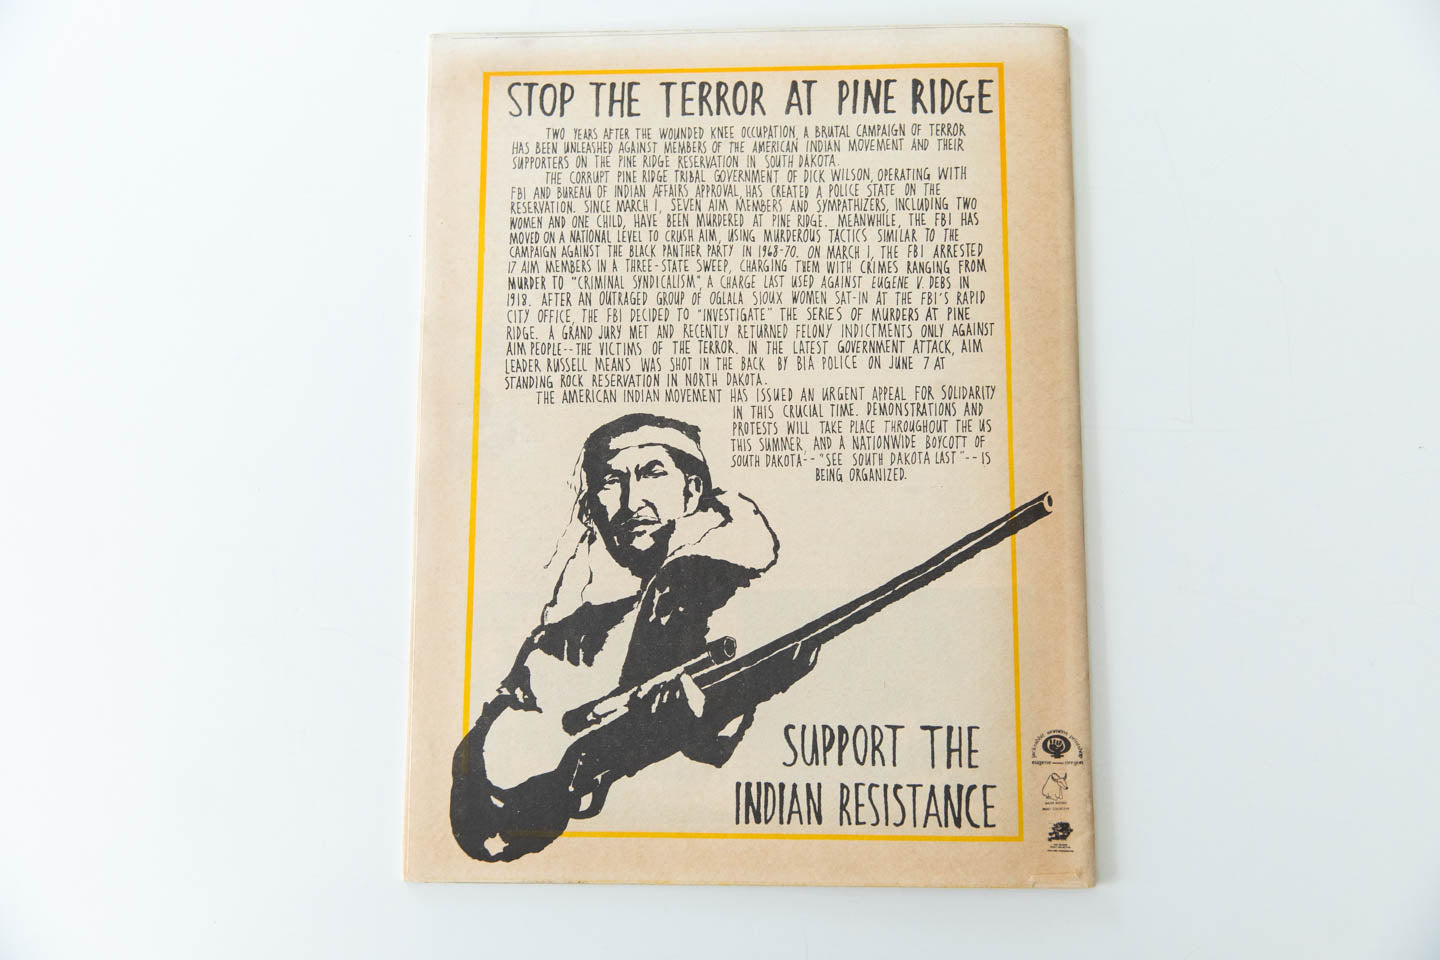 STOP THE TERROR AT PINE RIDGE
TWO YEARS AFTER THE WOUNDED KNEE OCCUPATION, A BRUTAL CAMPAIGN OF TERROR
HAS BEEN UNLEASHED AGAINST MEMBERS OF THE AMERICAN INDIAN MOVEMENT AND THEIR
SUPPORTERS ON THE PINE RIDGE RESERVATION IN SOUTH DAKOTA.
THE CORRUPT PINE RIDGE TRIBAL GOVERNMENT OF DICK WILSON, OPERATING WITH
FBI AND BUREAU OF INDIAN AFFAIRS APPROVAL, HAS CREATED A POLICE STATE ON THE
RESERVATION. SINCE MARCH 1, SEVEN AIM MEMBERS AND SYMPATHIZERS, INCLUDING TWO
WOMEN AND ONE CHILD, HAVE BEEN MURDERED AT PINE RIDGE. MEANWHILE, THE FBI HAS
MOVED ON A NATIONAL LEVEL TO CRUSH AIM, USING MURDEROUS TACTICS SIMILAR TO THE
CAMPAIGN AGAINST THE BLACK PANTHER PARTY IN 1968-70. ON MARCH 1, THE FBI ARRESTED
17 AIM MEMBERS IN A THREE-STATE SWEEP, CHARGING THEM WITH CRIMES RANGING FROM
MURDER TO "CRIMINAL SYNDICALISM", A CHARGE LAST USED AGAINST EUGENE V. DEBS IN
1918. AFTER AN OUTRAGED GROUP OF OGLALA SIOUX WOMEN SAT-IN AT THE FBI'S RAPID
CITY OFFICE, THE FBI DECIDED TO "INVESTIGATE" THE SERIES OF MURDERS AT PINE
RIDGE. A GRAND JURY MET AND RECENTLY RETURNED FELONY INDICTMENTS ONLY AGAINST
AIM PEOPLE--THE VICTIMS OF THE TERROR. IN THE LATEST GOVERNMENT ATTACK, AIM
LEADER RUSSELL MEANS WAS SHOT IN THE BACK BY BIA POLICE ON JUNE 7 AT
STANDING ROCK RESERVATION IN NORTH DAKOTA.
THE AMERICAN INDIAN MOVEMENT HAS ISSUED AN URGENT APPEAL FOR SOLIDARITY
IN THIS CRUCIAL TIME. DEMONSTRATIONS AND
PROTESTS WILL TAKE PLACE THROUGHOUT THE US
THIS SUMMER, AND A NATIONWIDE BOYCOTT OF
SOUTH DAKOTA--"SEE SOUTH DAKOTA LAST"--IS
BEING ORGANIZED.
SUPPORT THE
INDIAN RESISTANCE
jackrabbit womens printshop
eugene — oregon